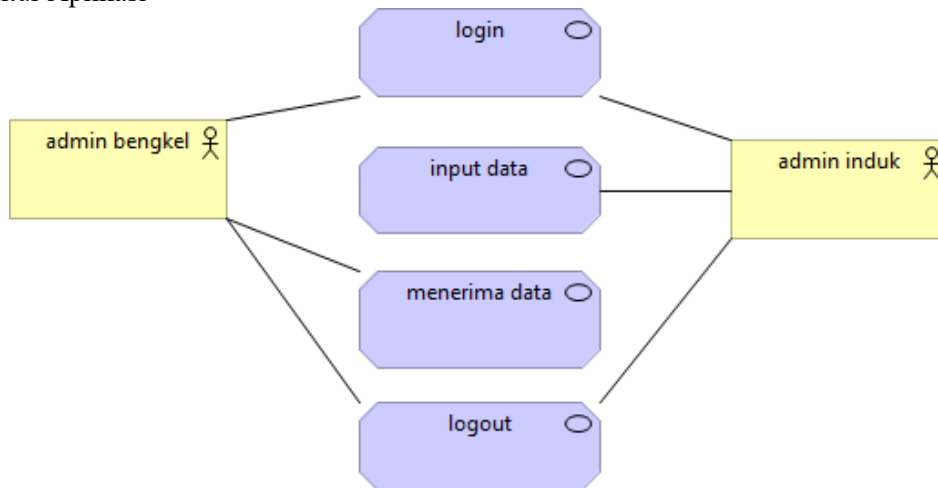 login
admin bengkel
input data
admin induk
menerima data
logout